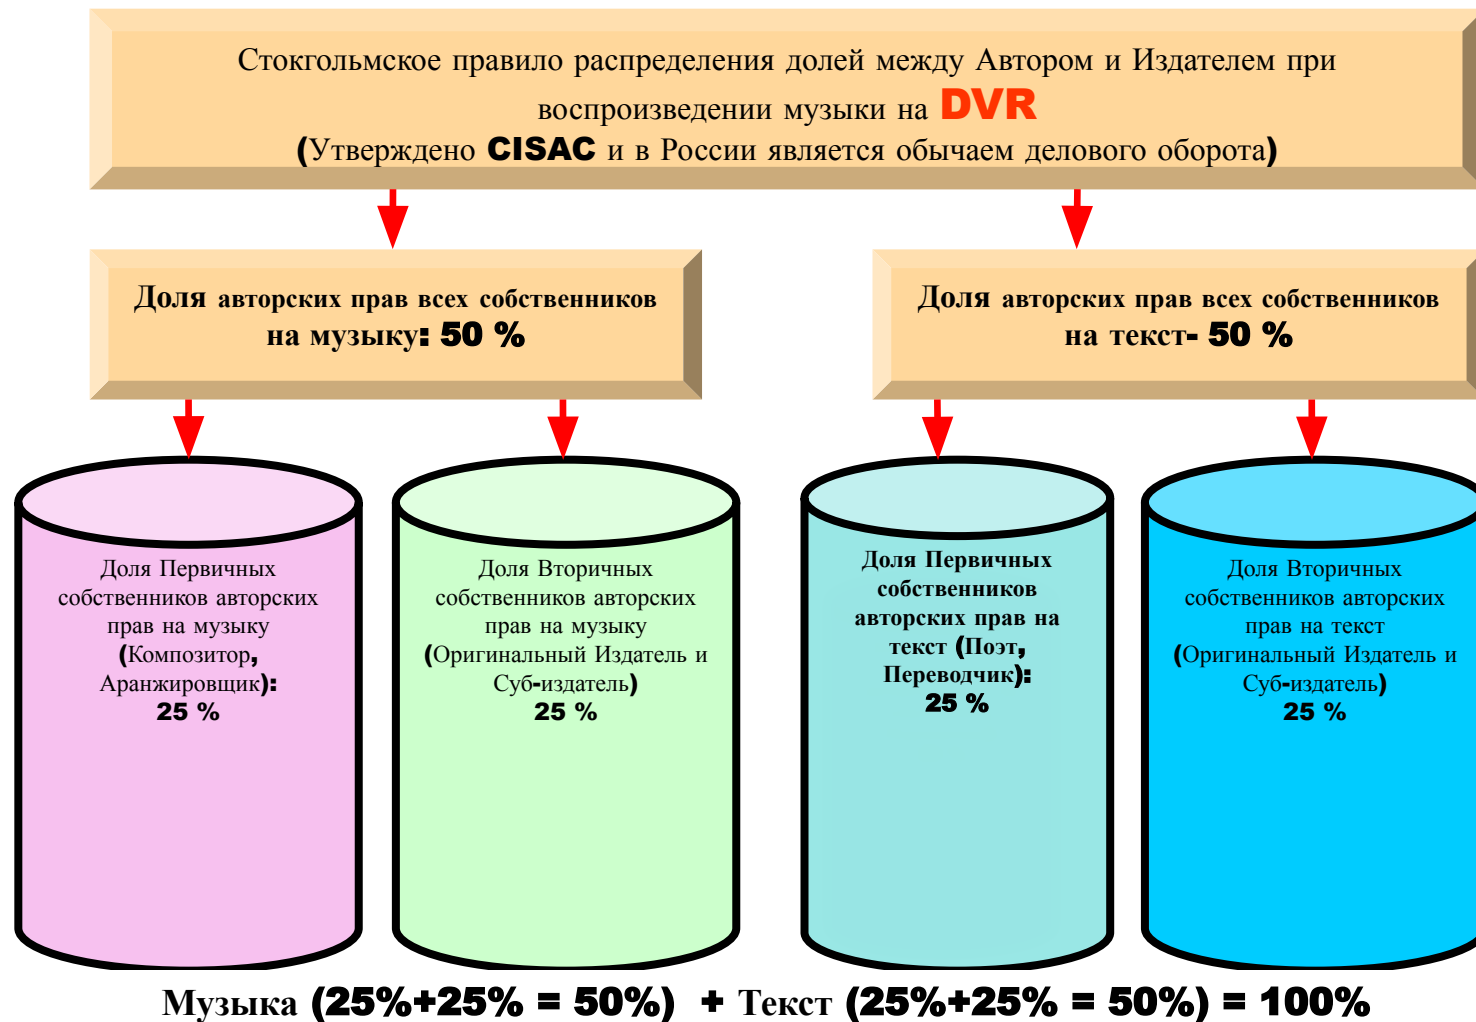 Стокгольмское правило распределения долей между Автором и Издателем при
воспроизведении музыки на DVR
(Утверждено CISAC и в России является обычаем делового оборота)
Доля авторских прав всех собственников
на музыку: 50 %
Доля авторских прав всех собственников
на текст- 50 %
Доля Первичных
собственников авторских
прав на музыку
(Композитор,
Аранжировщик):
25 %
Доля Вторичных
собственников авторских
прав на музыку
(Оригинальный Издатель и
Суб-издатель)
25 %
Доля Первичных
собственников
авторских прав на
текст (Поэт,
Переводчик):
25 %
Доля Вторичных
собственников авторских
прав на текст
(Оригинальный Издатель и
Суб-издатель)
25 %
Музыка (25%+25% = 50%) + Текст (25%+25% = 50%) = 100%